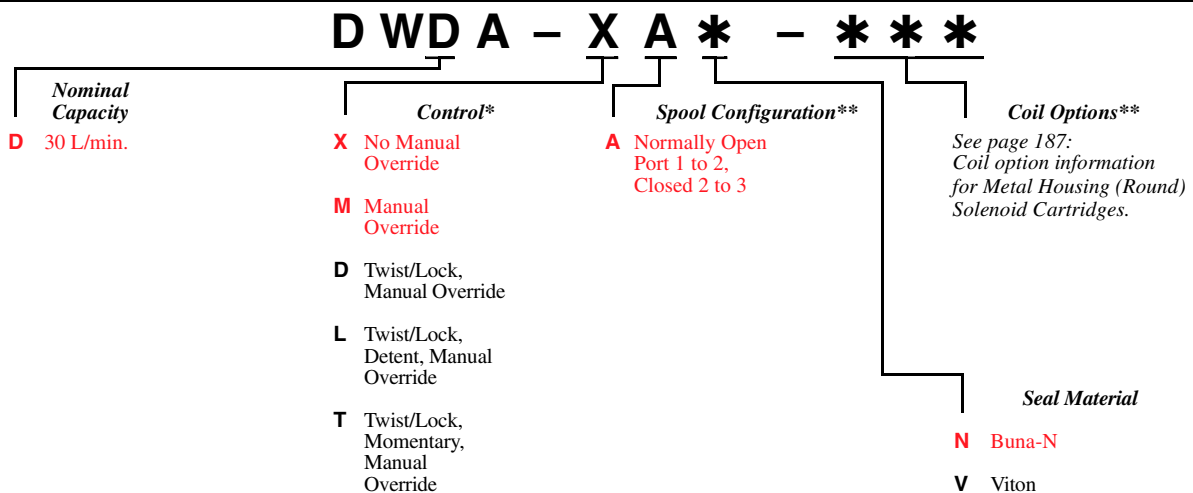 D W D A – X A * – * * *
Nominal
Capacity
D 30 L/min.
Control*
X No Manual
Override
M Manual
Override
D Twist/Lock,
Manual Override
L Twist/Lock,
Detent, Manual
Override
T Twist/Lock,
Momentary,
Manual
Override
Spool Configuration**
A Normally Open
Port 1 to 2,
Closed 2 to 3
Coil Options**
See page 187:
Coil option information
for Metal Housing (Round)
Solenoid Cartridges.
Seal Material
N Buna-N
V Viton